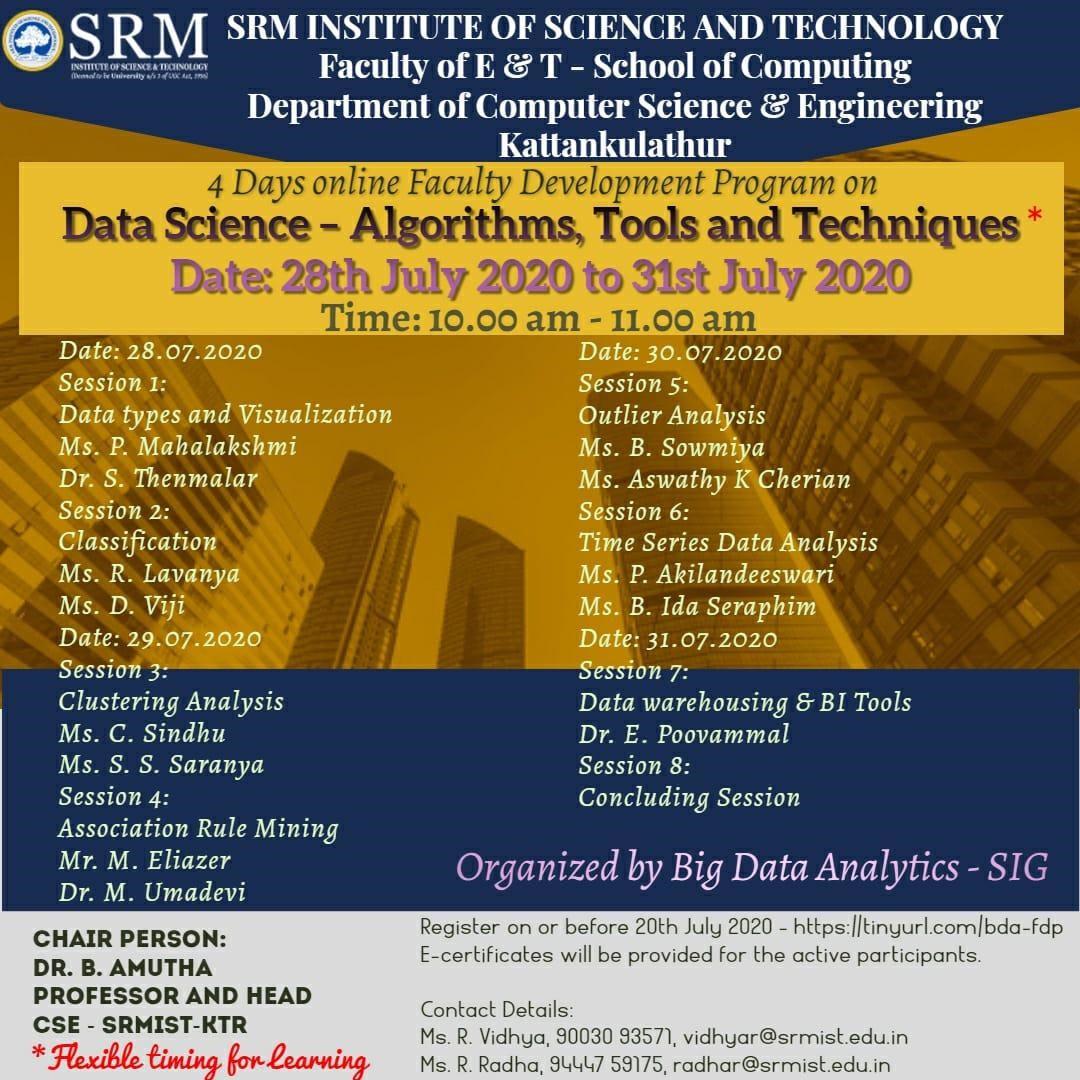 SRM
INSTITUTE OF SCIENCE & TECHNOLOGY
(Deemed to be University u/s 3 of UGC Act, 1956)
SRM INSTITUTE OF SCIENCE AND TECHNOLOGY
Faculty of E & T - School of Computing
Department of Computer Science & Engineering
Kattankulathur
4 Days online Faculty Development Program on
Data Science – Algorithms, Tools and Techniques *
Date: 28th July 2020 to 31st July 2020
Time: 10.00 am - 11.00 am
Date: 28.07.2020
Session 1:
Data types and Visualization
Ms. P. Mahalakshmi
Dr. S. Thenmalar
Session 2:
Classification
Ms. R. Lavanya
Ms. D. Viji
Date: 29.07.2020
Session 3:
Clustering Analysis
Ms. C. Sindhu
Ms. S. S. Saranya
Session 4:
Association Rule Mining
Mr. M. Eliazer
Dr. M. Umadevi
Date: 30.07.2020
Session 5:
Outlier Analysis
Ms. B. Sowmiya
Ms. Aswathy K Cherian
Session 6:
Time Series Data Analysis
Ms. P. Akilandeeswari
Ms. B. Ida Seraphim
Date: 31.07.2020
Session 7:
Data warehousing & BI Tools
Dr. E. Poovammal
Session 8:
Concluding Session
Organized by Big Data Analytics - SIG
CHAIR PERSON:
DR. B. AMUTHA
PROFESSOR AND HEAD
CSE - SRMIST-KTR
* Flexible timing for Learning
Register on or before 20th July 2020 - https://tinyurl.com/bda-fdp
E-certificates will be provided for the active participants.
Contact Details:
Ms. R. Vidhya, 90030 93571, vidhyar@srmist.edu.in
Ms. R. Radha, 94447 59175, radhar@srmist.edu.in